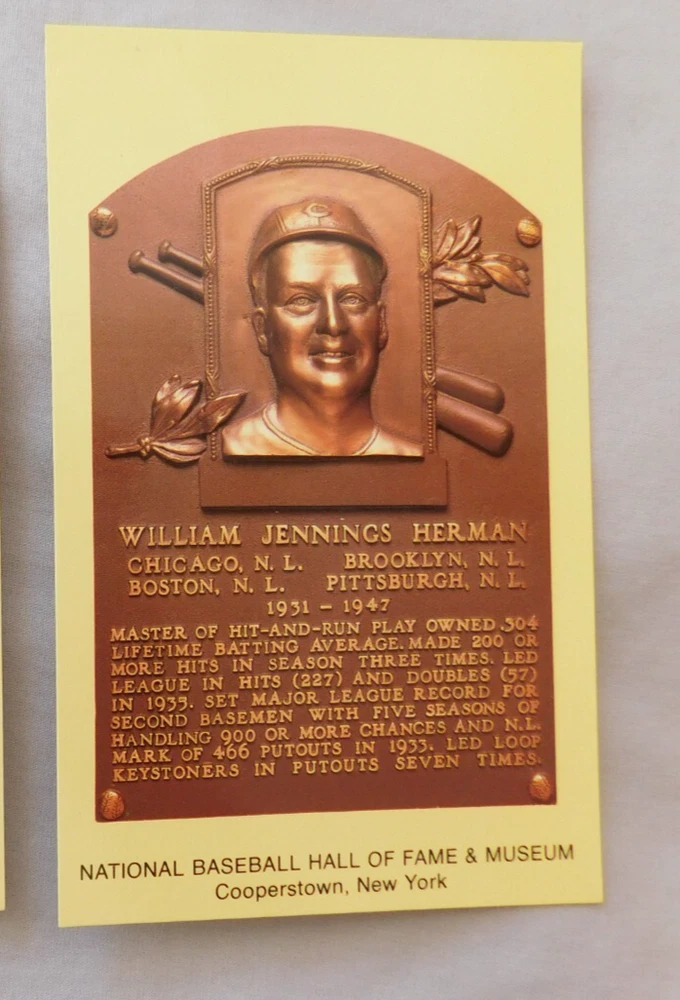 C
WILLIAM JENNINGS HERMAN
CHICAGO, N. L. BROOKLYN, N. L.
BOSTON, N. L. PITTSBURGH, N. L.
1931 – 1947
MASTER OF HIT-AND-RUN PLAY OWNED .304
LIFETIME BATTING AVERAGE. MADE 200 OR
MORE HITS IN SEASON THREE TIMES. LED
LEAGUE IN HITS (227) AND DOUBLES (57)
IN 1935. SET MAJOR LEAGUE RECORD FOR
SECOND BASEMEN WITH FIVE SEASONS OF
HANDLING 900 OR MORE CHANCES AND N.L.
MARK OF 466 PUTOUTS IN 1933. LED LOOP
KEYSTONERS IN PUTOUTS SEVEN TIMES.
NATIONAL BASEBALL HALL OF FAME & MUSEUM
Cooperstown, New York